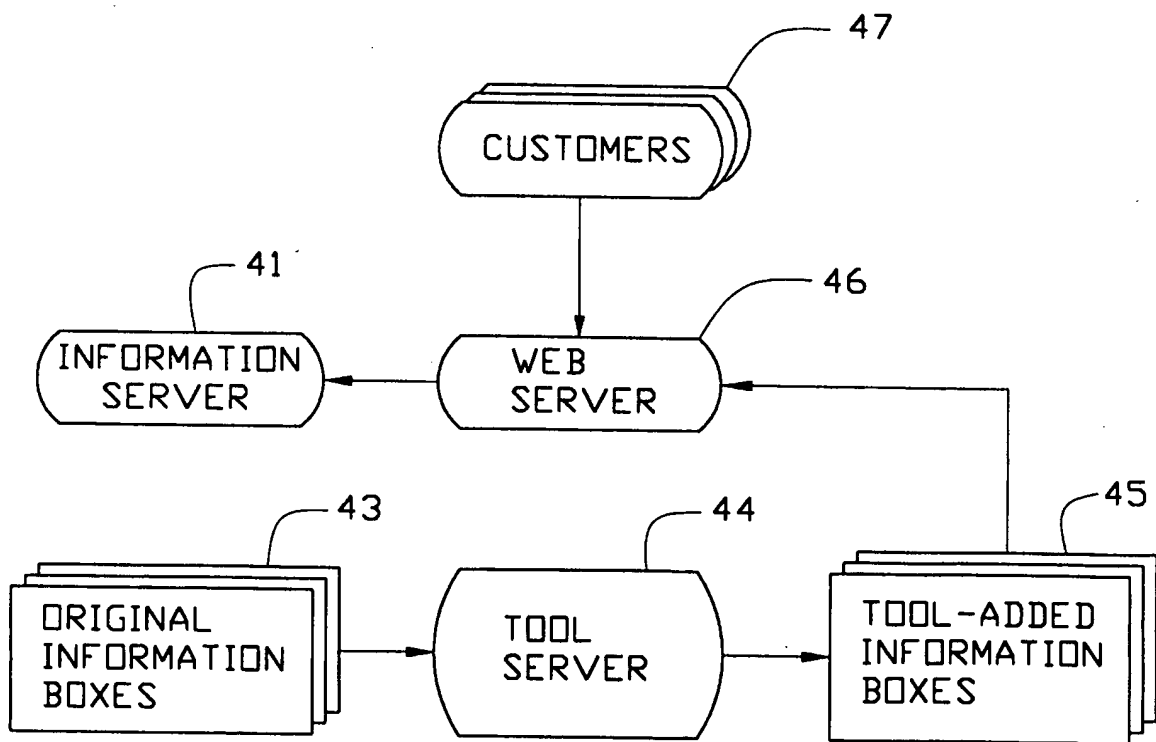 47
CUSTOMERS
41
46
INFORMATION
SERVER
WEB
SERVER
43
44
45
ORIGINAL
INFORMATION
BOXES
TOOL
SERVER
TOOL-ADDED
INFORMATION
BOXES